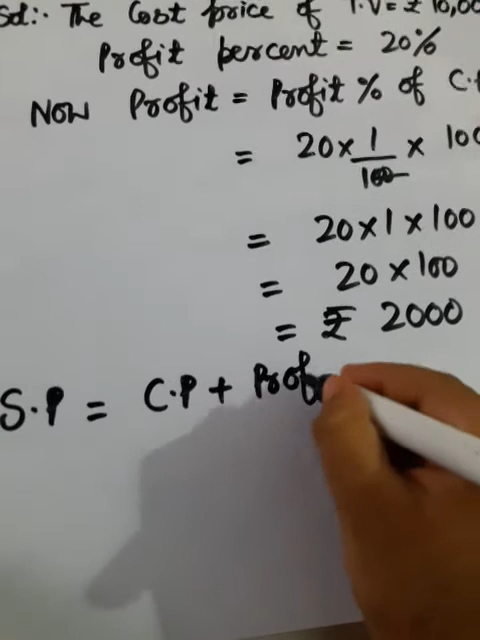 Sol:- The Cost price of T.V = ₹ 10,00
Profit percent = 20%
Now Profit = Profit % of C.
= 20 × 1/100 × 100
= 20 × 1 × 100
= 20 × 100
= ₹ 2000
S.P = C.P + Prof